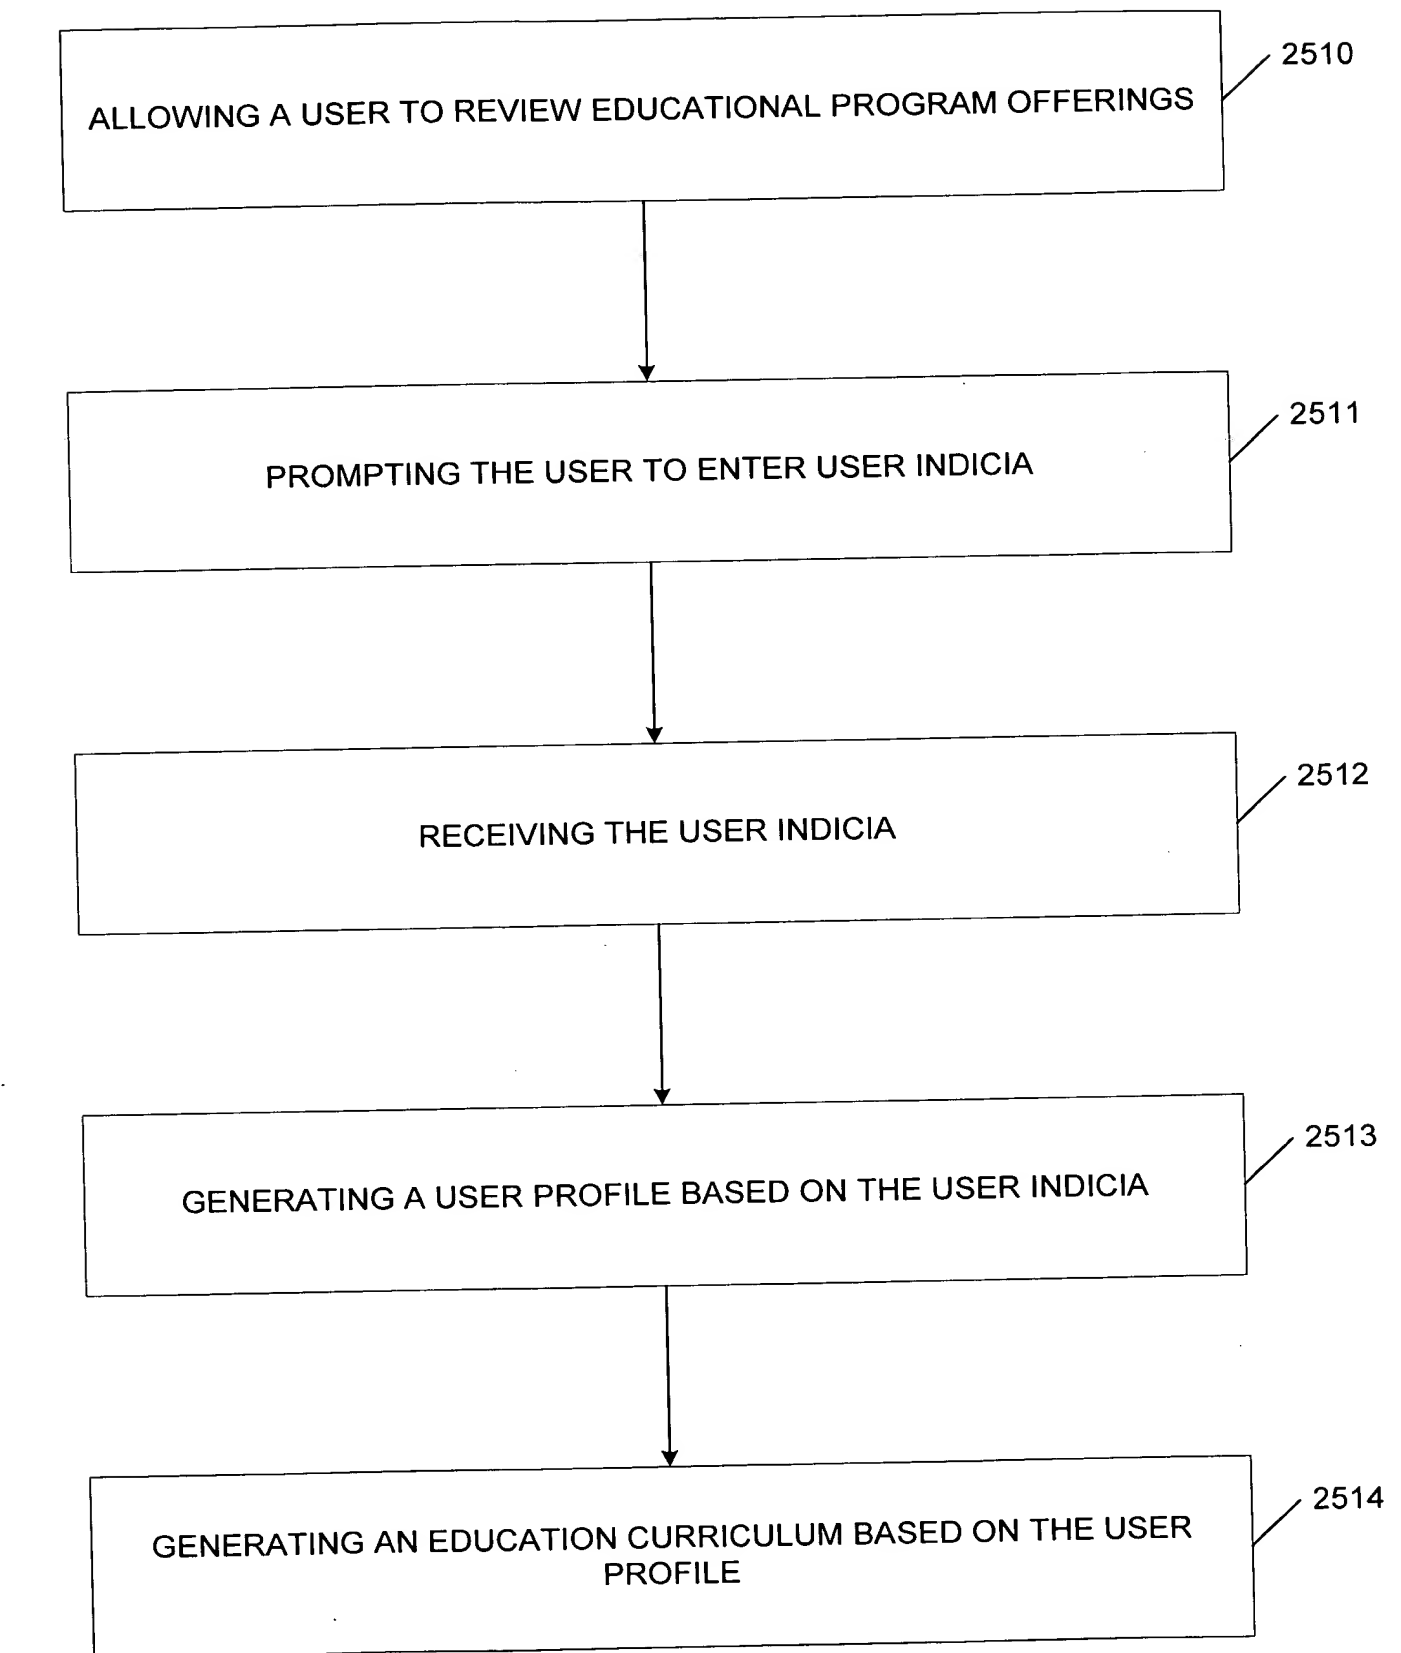 2510
ALLOWING A USER TO REVIEW EDUCATIONAL PROGRAM OFFERINGS
2511
PROMPTING THE USER TO ENTER USER INDICIA
2512
RECEIVING THE USER INDICIA
2513
GENERATING A USER PROFILE BASED ON THE USER INDICIA
2514
GENERATING AN EDUCATION CURRICULUM BASED ON THE USER
PROFILE